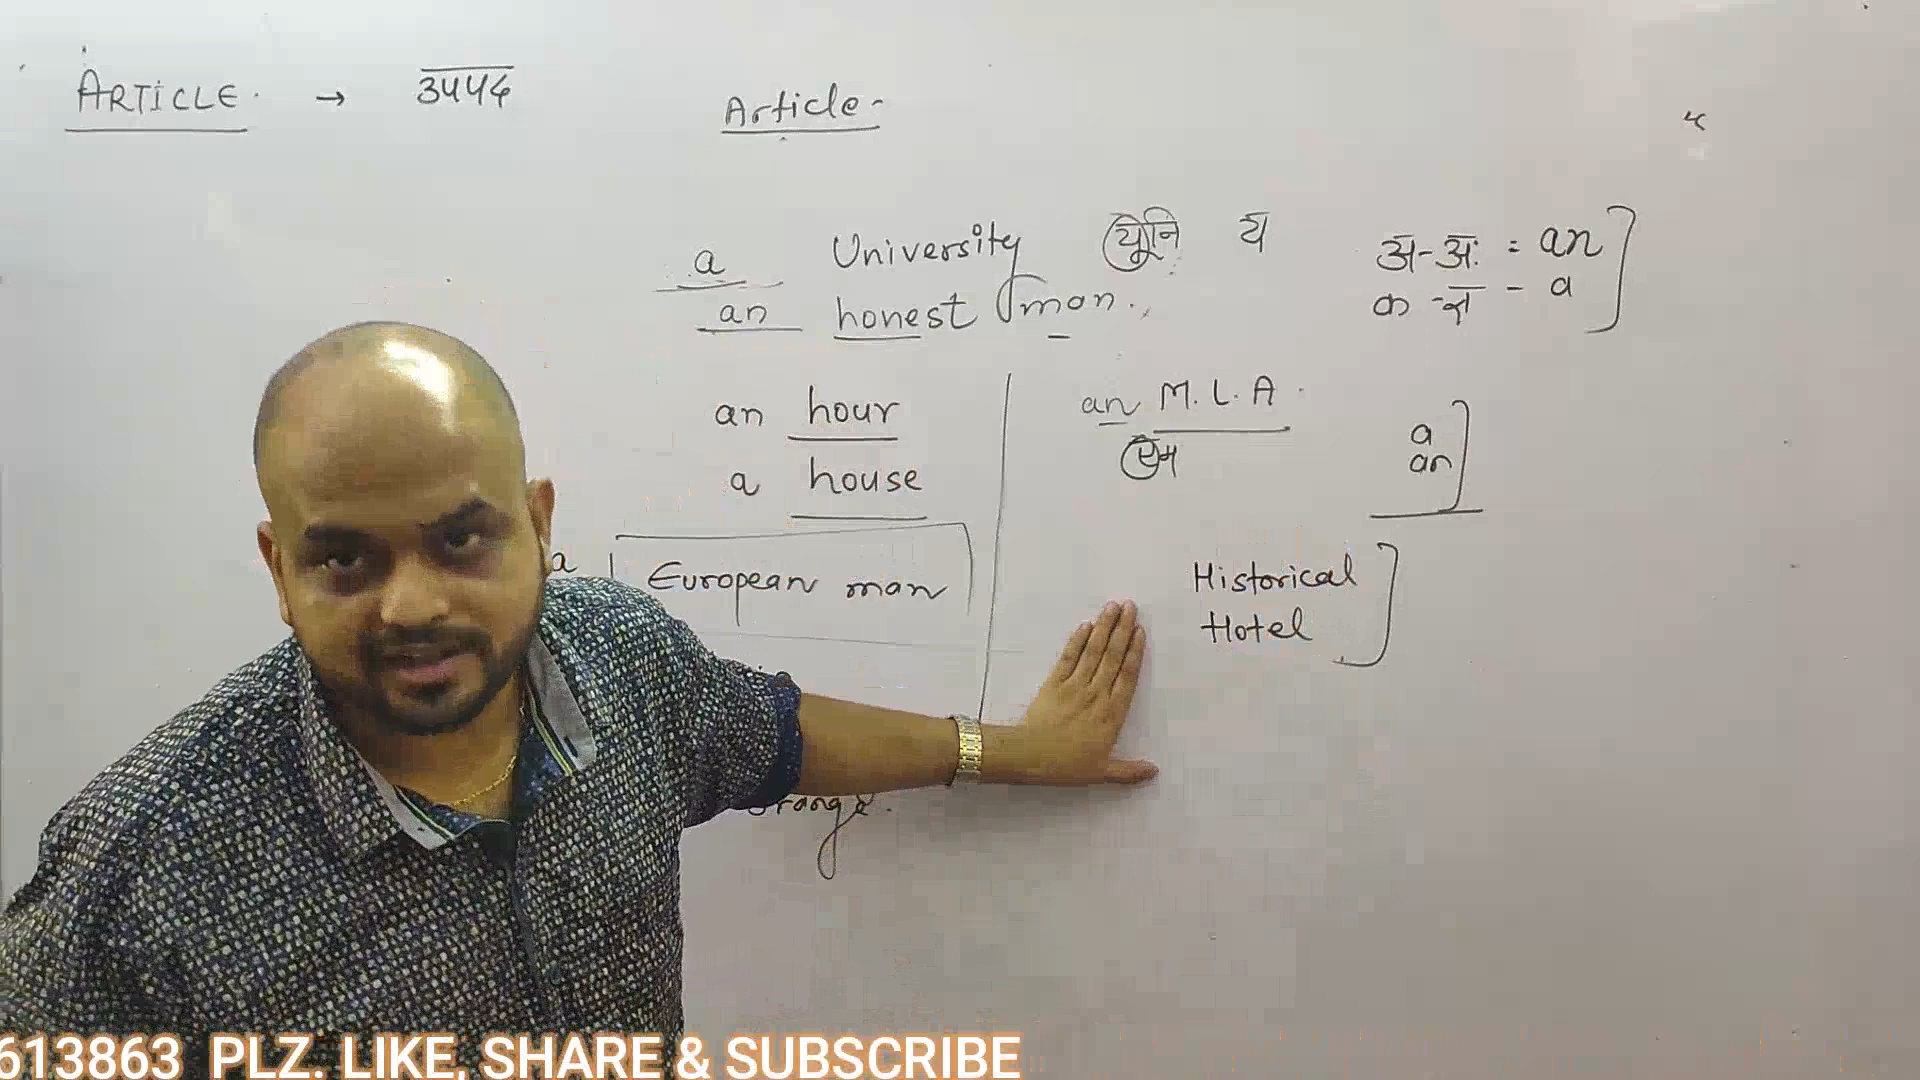 ARTICLE. →
Article-
a University यूनि य
an honest man.
अ-अः = an
क -ज्ञ - a
an hour
a house
a European man
orange.
an M.L.A.
एम
a
an
Historical
Hotel
613863 PLZ. LIKE, SHARE & SUBSCRIBE